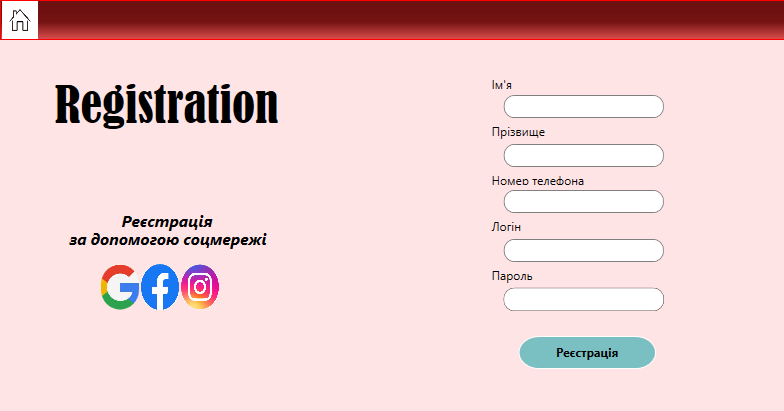 Registration
Реєстрація
за допомогою соцмережі
Ім'я
Прізвище
Номер телефона
Логін
Пароль
Реєстрація